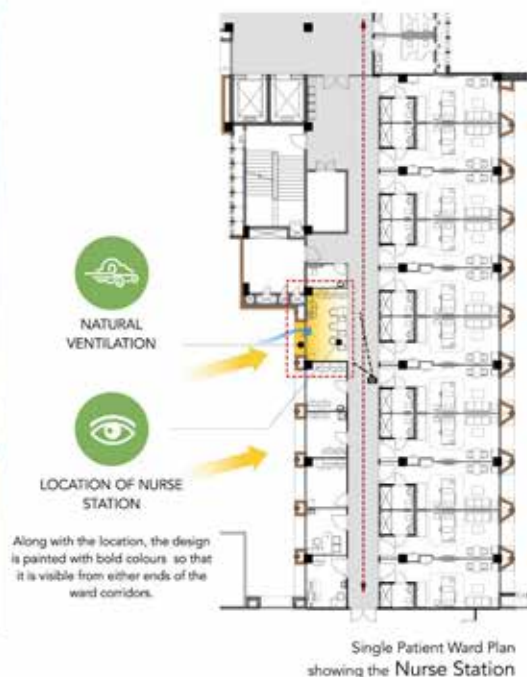 NATURAL
VENTILATION
LOCATION OF NURSE
STATION
Along with the location, the design
is painted with bold colours so that
it is visible from either ends of the
ward corridors.
Single Patient Ward Plan
showing the Nurse Station